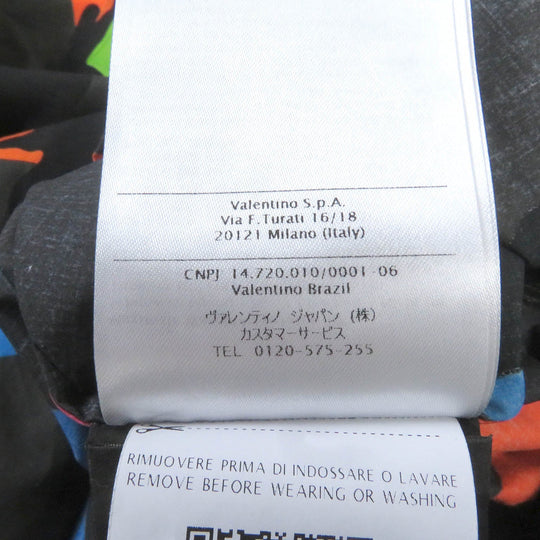 Valentino S.p.A.
Via F.Turati 16/18
20121 Milano (Italy)
CNPJ 14.720.010/0001-06
Valentino Brazil
ヴァレンティノ ジャパン (株)
カスタマーサービス
TEL 0120-575-255
RIMUOVERE PRIMA DI INDOSSARE O LAVARE
REMOVE BEFORE WEARING OR WASHING